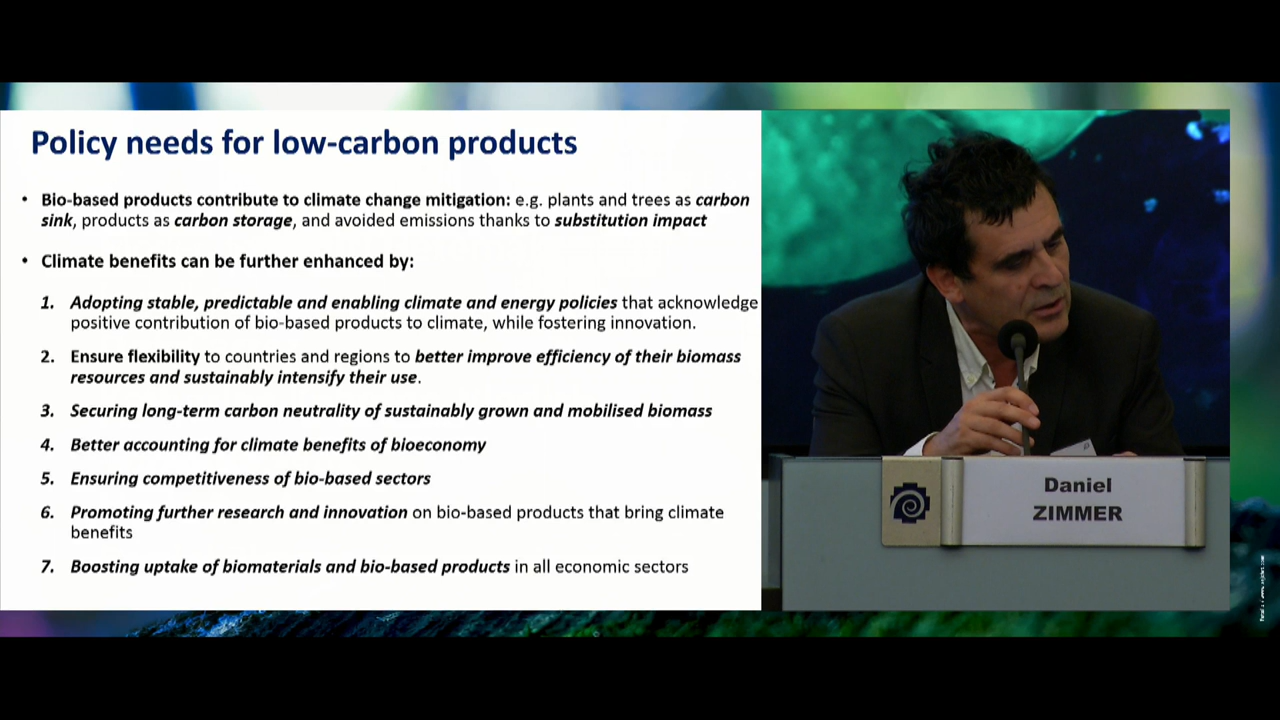 Policy needs for low-carbon products
• Bio-based products contribute to climate change mitigation: e.g. plants and trees as carbon
sink, products as carbon storage, and avoided emissions thanks to substitution impact
• Climate benefits can be further enhanced by:
1. Adopting stable, predictable and enabling climate and energy policies that acknowledge
positive contribution of bio-based products to climate, while fostering innovation.
2. Ensure flexibility to countries and regions to better improve efficiency of their biomass
resources and sustainably intensify their use.
3. Securing long-term carbon neutrality of sustainably grown and mobilised biomass
4. Better accounting for climate benefits of bioeconomy
5. Ensuring competitiveness of bio-based sectors
6. Promoting further research and innovation on bio-based products that bring climate
benefits
7. Boosting uptake of biomaterials and bio-based products in all economic sectors
Daniel
ZIMMER